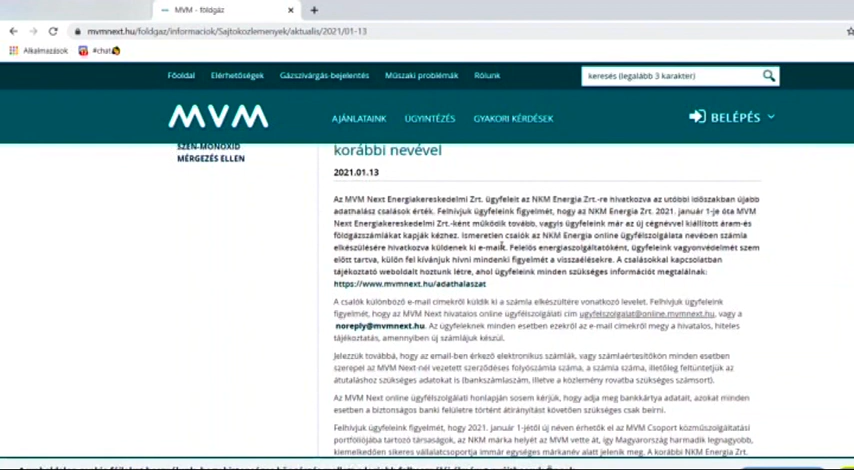 MVM - földgáz
mvmnext.hu/foldgaz/informaciok/Sajtokozlemenyek/aktualis/2021/01-13
Alkalmazások #chat
Főoldal Elérhetőségek Gázszivárgás-bejelentés Műszaki problémák Rólunk
keresés (legalább 3 karakter)
MVM AJÁNLATAINK ÜGYINTÉZÉS GYAKORI KÉRDÉSEK BELÉPÉS
SZÉN-MONOXID
MÉRGEZÉS ELLEN
korábbi nevével
2021.01.13
Az MVM Next Energiakereskedelmi Zrt. ügyfeleit az NKM Energia Zrt.-re hivatkozva az utóbbi időszakban újabb
adathalász csalások érték. Felhívjuk ügyfeleink figyelmét, hogy az NKM Energia Zrt. 2021. január 1-je óta MVM
Next Energiakereskedelmi Zrt.-ként működik tovább, vagyis ügyfeleink már az új cégnévvel kiállított áram-és
földgázszámlákat kapják kézhez. Ismeretlen csalók az NKM Energia online ügyfélszolgálata nevében számla
elkészülésére hivatkozva küldenek ki e-mailt. Felelős energiaszolgáltatóként, ügyfeleink vagyonvédelmét szem
előtt tartva, külön fel kívánjuk hívni mindenki figyelmét a visszaélésekre. A csalásokkal kapcsolatban
tájékoztató weboldalt hoztunk létre, ahol ügyfeleink minden szükséges információt megtalálnak:
https://www.mvmnext.hu/adathalaszat
A csalók különböző e-mail címekről küldik ki a számla elkészültére vonatkozó levelet. Felhívjuk ügyfeleink
figyelmét, hogy az MVM Next hivatalos online ügyfélszolgálati cím ugyfelszolgalat@online.mvmnext.hu, vagy a
noreply@mvmnext.hu. Az ügyfeleknek minden esetben ezekről az e-mail címekről megy a hivatalos, hiteles
tájékoztatás, amennyiben új számlájuk készül.
Jelezzük továbbá, hogy az email-ben érkező elektronikus számlák, vagy számlaértesítőkön minden esetben
szerepel az MVM Next-nél vezetett szerződéses folyószámla száma, a számla száma, illetőleg feltüntetjük az
átutaláshoz szükséges adatokat is (bankszámlaszám, illetve a közlemény rovatba szükséges számsort).
Az MVM Next online ügyfélszolgálati honlapján sosem kérjük, hogy adja meg bankkártya adatait, azokat minden
esetben a biztonságos banki felületre történt átirányítást követően szükséges csak beírni.
Felhívjuk ügyfeleink figyelmét, hogy 2021. január 1-jétől új néven érhetők el az MVM Csoport közműszolgáltatási
portfóliójába tartozó társaságok, az NKM márka helyét az MVM vette át, így Magyarország harmadik legnagyobb,
kiemelkedően sikeres vállalatcsoportja immár egységes márkanév alatt jelenik meg. A korábbi NKM Energia Zrt.